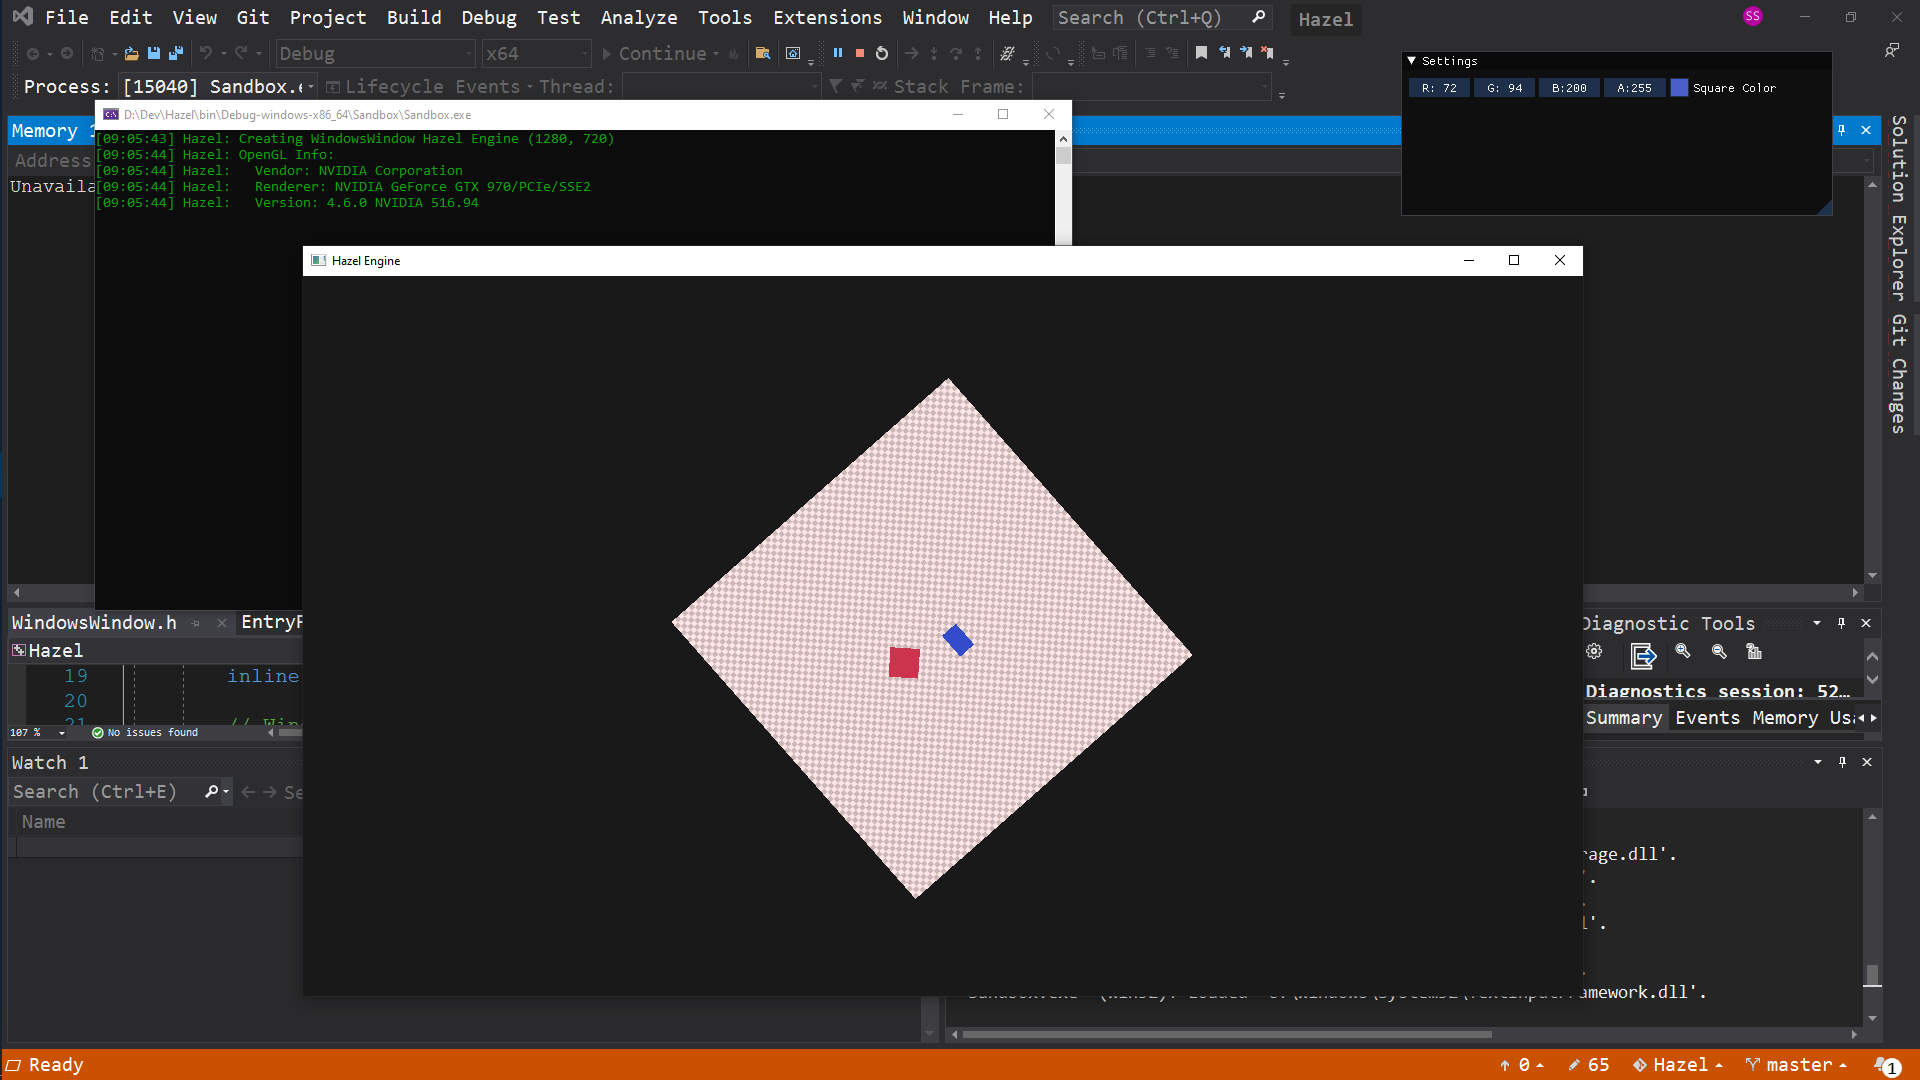 File Edit View Git Project Build Debug Test Analyze Tools Extensions Window Help Search (Ctrl+Q) Hazel SS
Debug x64 Continue
Process: [15040] Sandbox.e Lifecycle Events Thread: Stack Frame:
Settings
R: 72 G: 94 B:200 A:255 Square Color
D:\Dev\Hazel\bin\Debug-windows-x86_64\Sandbox\Sandbox.exe
Memory 1
Address
Unavaila
[09:05:43] Hazel: Creating WindowsWindow Hazel Engine (1280, 720)
[09:05:44] Hazel: OpenGL Info:
[09:05:44] Hazel:   Vendor: NVIDIA Corporation
[09:05:44] Hazel:   Renderer: NVIDIA GeForce GTX 970/PCIe/SSE2
[09:05:44] Hazel:   Version: 4.6.0 NVIDIA 516.94
Solution Explorer
Git Changes
Hazel Engine
WindowsWindow.h EntryP
Hazel
19 inline
20
21 // Win
107 % No issues found
Diagnostic Tools
Diagnostics session: 52…
Summary Events Memory Usa
Watch 1
Search (Ctrl+E) Se
Name
rage.dll'.
'.
l'.
amework.dll'.
Ready
0 65 Hazel master 1